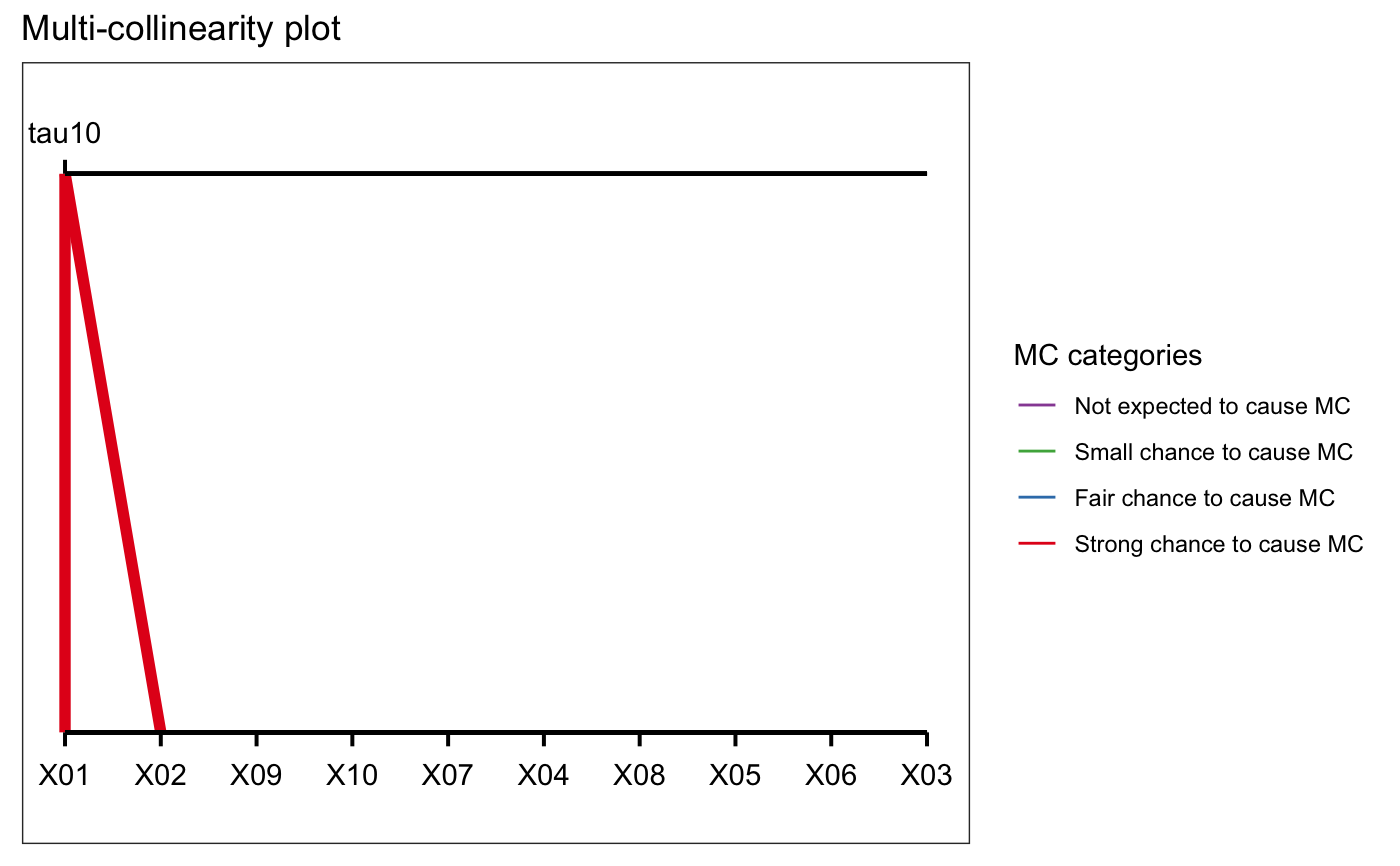 Multi-collinearity plot
tau10
MC categories
Not expected to cause MC
Small chance to cause MC
Fair chance to cause MC
Strong chance to cause MC
X01 X02 X09 X10 X07 X04 X08 X05 X06 X03